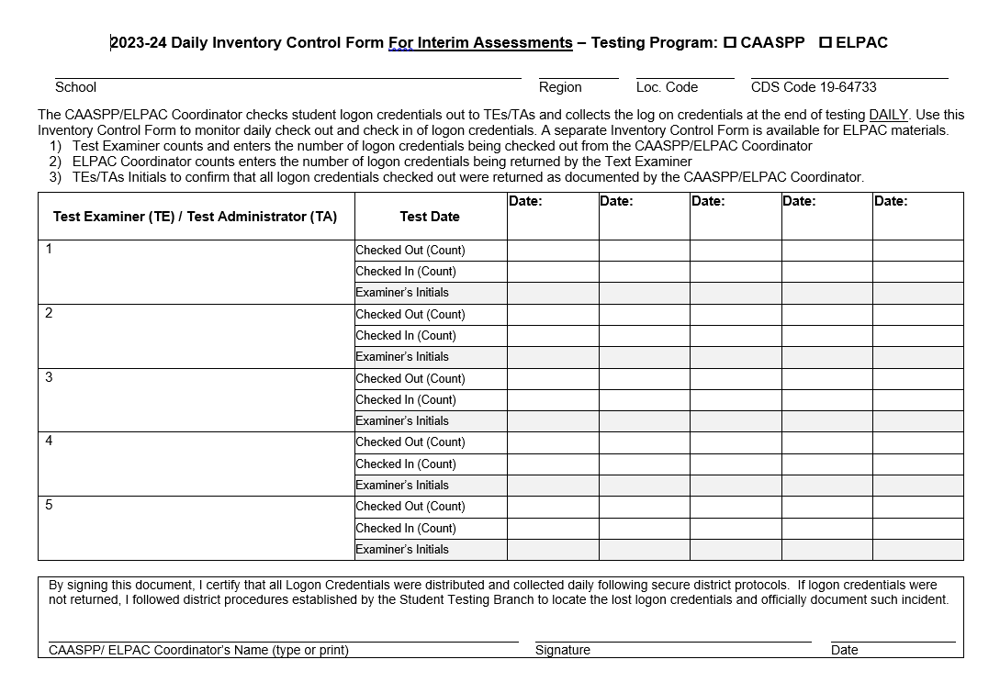 2023-24 Daily Inventory Control Form For Interim Assessments – Testing Program: ☐ CAASPP ☐ ELPAC
School Region Loc. Code CDS Code 19-64733
The CAASPP/ELPAC Coordinator checks student logon credentials out to TEs/TAs and collects the log on credentials at the end of testing DAILY. Use this
Inventory Control Form to monitor daily check out and check in of logon credentials. A separate Inventory Control Form is available for ELPAC materials.
1) Test Examiner counts and enters the number of logon credentials being checked out from the CAASPP/ELPAC Coordinator
2) ELPAC Coordinator counts enters the number of logon credentials being returned by the Text Examiner
3) TEs/TAs Initials to confirm that all logon credentials checked out were returned as documented by the CAASPP/ELPAC Coordinator.
Test Examiner (TE) / Test Administrator (TA) Test Date Date: Date: Date: Date: Date:
1 Checked Out (Count)
Checked In (Count)
Examiner's Initials
2 Checked Out (Count)
Checked In (Count)
Examiner's Initials
3 Checked Out (Count)
Checked In (Count)
Examiner's Initials
4 Checked Out (Count)
Checked In (Count)
Examiner's Initials
5 Checked Out (Count)
Checked In (Count)
Examiner's Initials
By signing this document, I certify that all Logon Credentials were distributed and collected daily following secure district protocols. If logon credentials were
not returned, I followed district procedures established by the Student Testing Branch to locate the lost logon credentials and officially document such incident.
CAASPP/ ELPAC Coordinator's Name (type or print) Signature Date